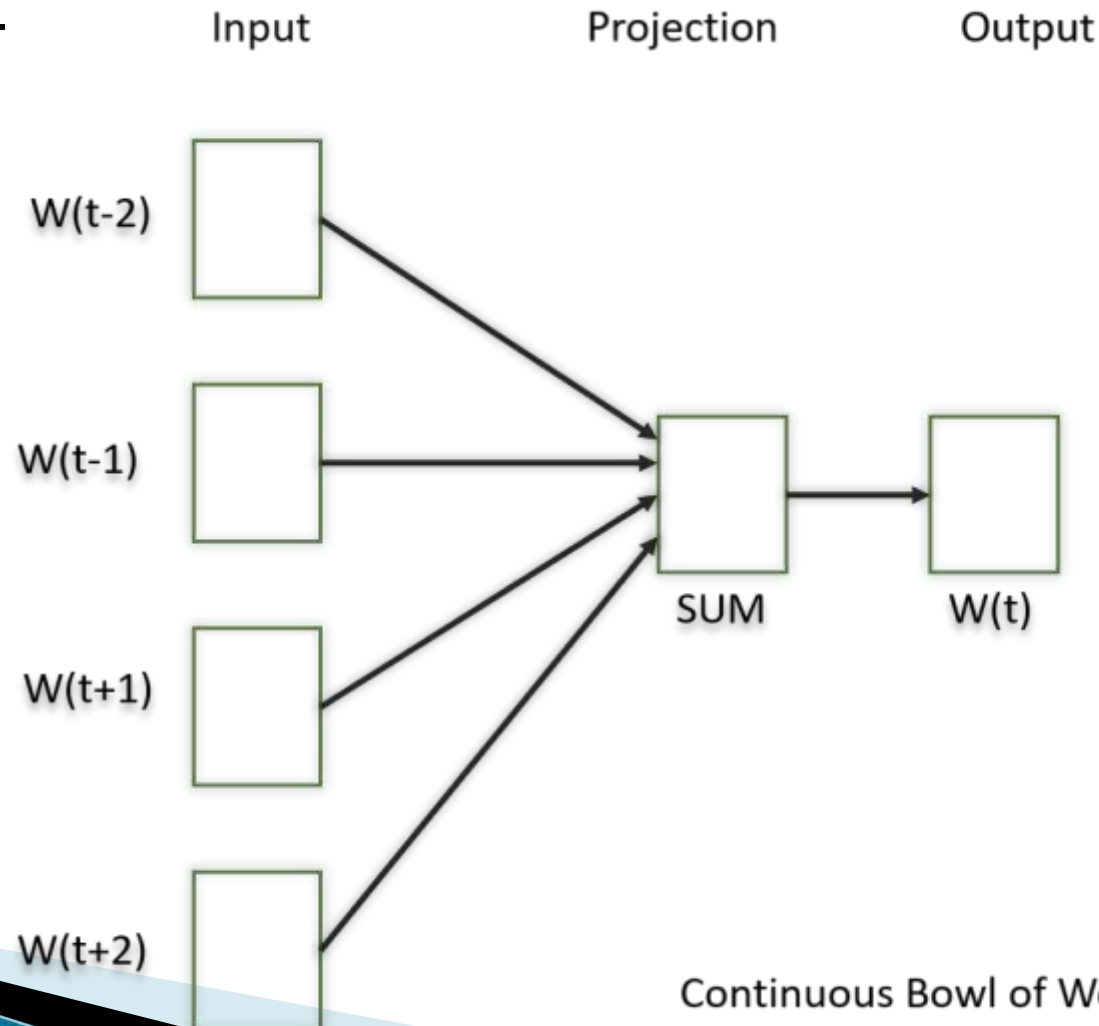 Input Projection Output
W(t-2)
W(t-1)
SUM W(t)
W(t+1)
W(t+2)
Continuous Bowl of